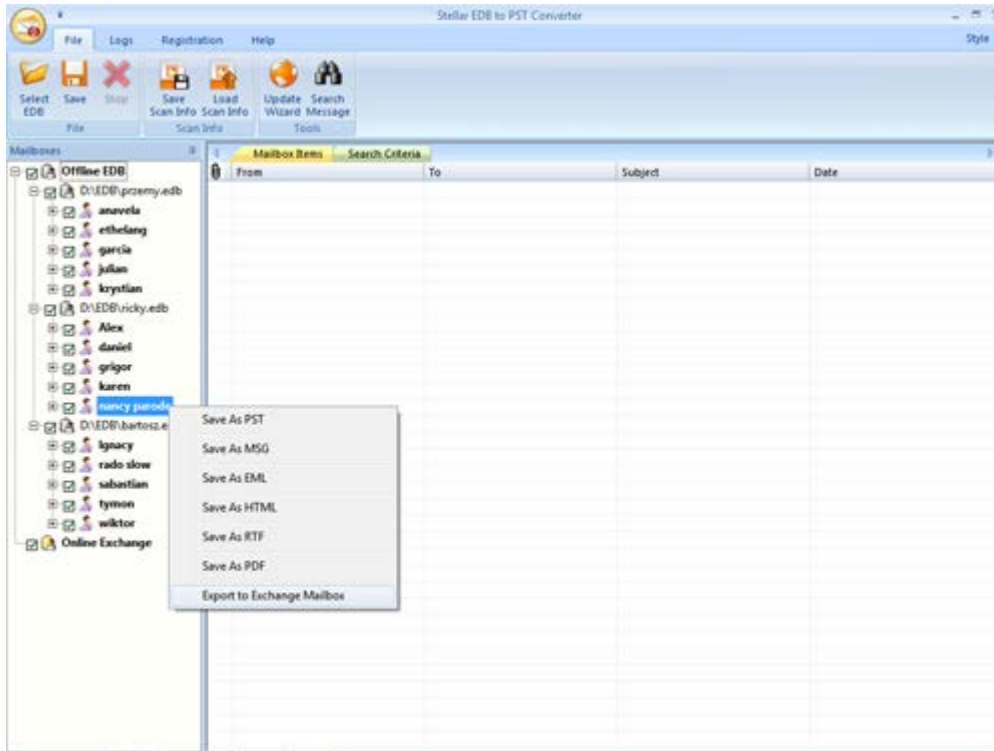 Stellar EDB to PST Converter
File Logs Registration Help Style
Select EDB
Save
Stop
Save Scan Info
Load Scan Info
Update Wizard
Search Message
File
Scan Info
Tools
Mailboxes
Mailbox Items
Search Criteria
From To Subject Date
Offline EDB
D:\EDB\przemy.edb
anavela
ethelang
garcia
julian
krystian
D:\EDB\ricky.edb
Alex
daniel
grigor
karen
nancy parode
D:\EDB\bartosz.e
Ignacy
rado slow
sabastian
tymon
wiktor
Online Exchange
Save As PST
Save As MSG
Save As EML
Save As HTML
Save As RTF
Save As PDF
Export to Exchange Mailbox